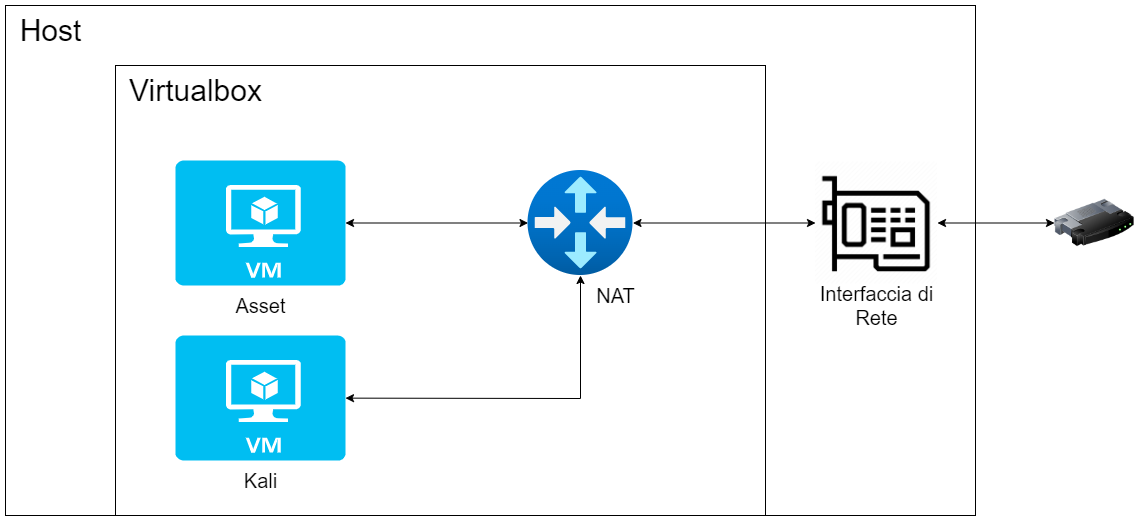 Host
Virtualbox
VM
Asset
NAT
Interfaccia di
Rete
VM
Kali